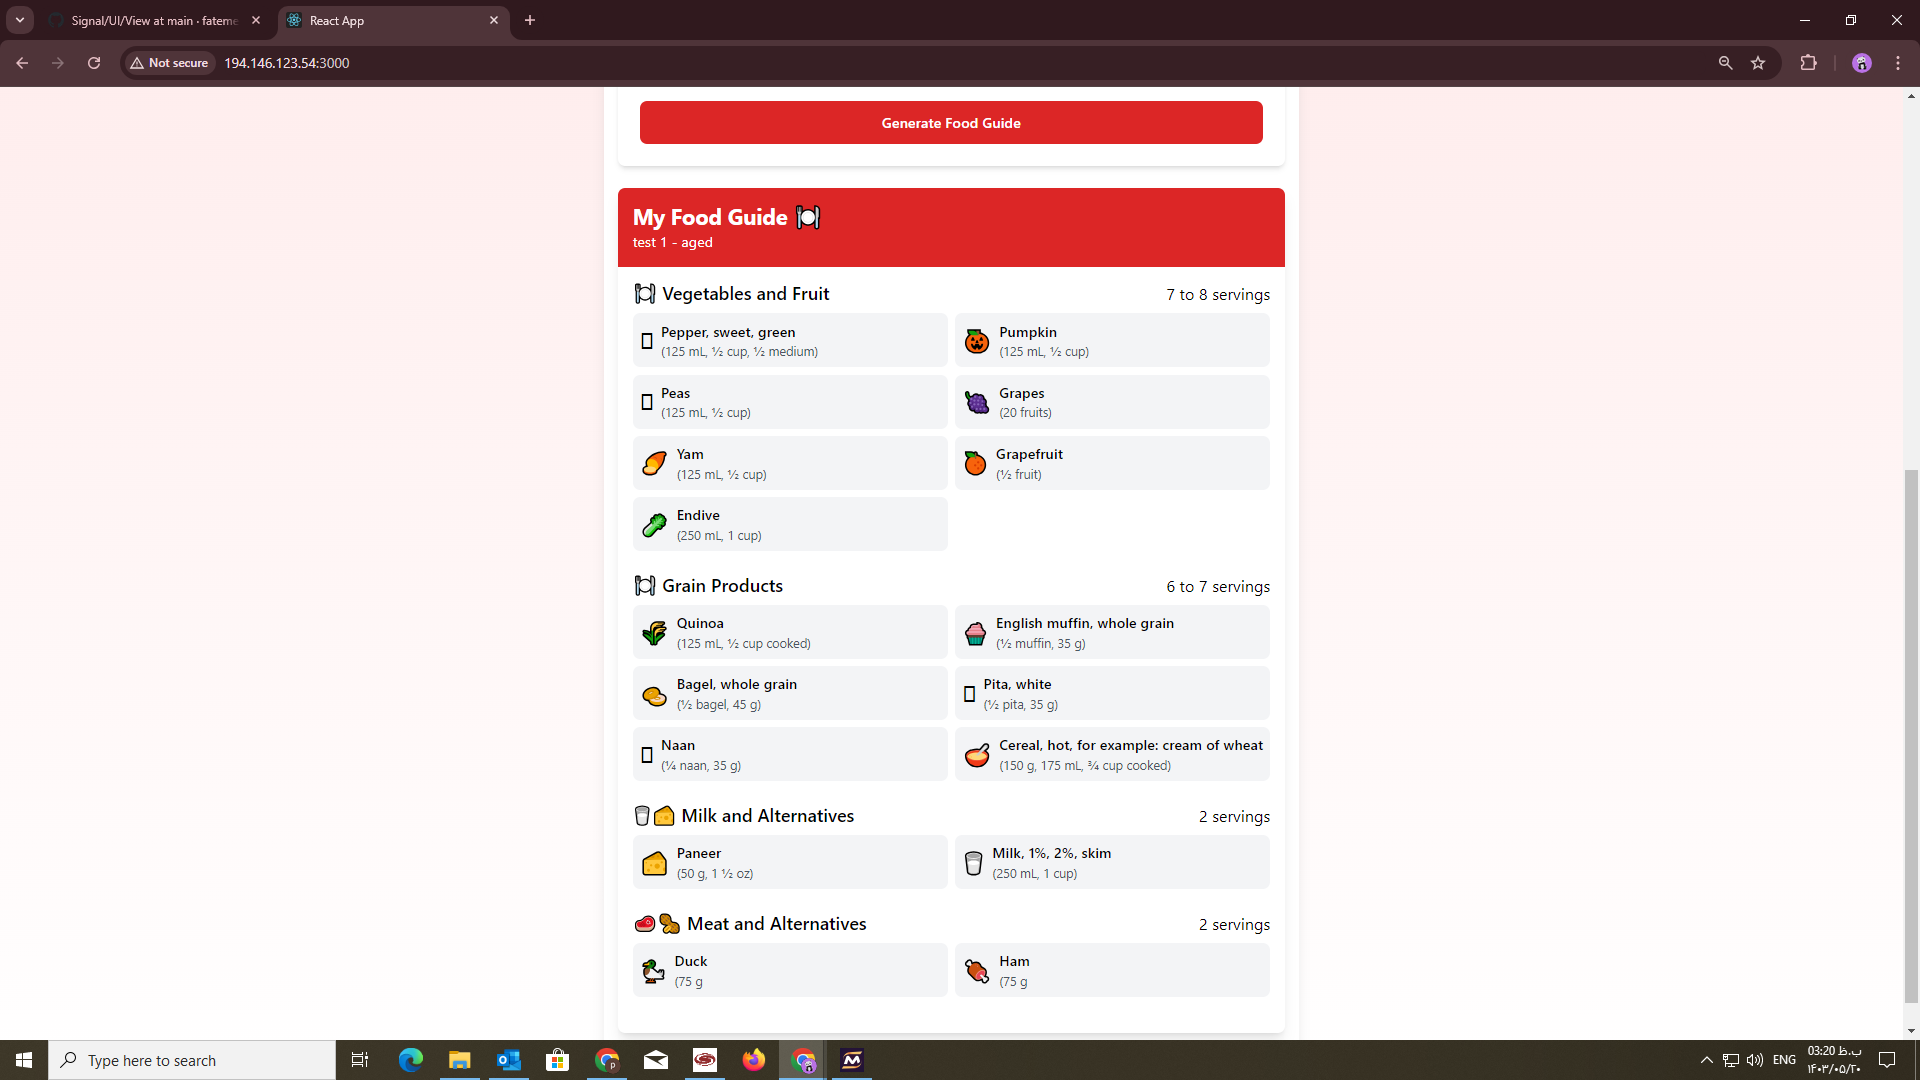 Signal/UI/View at main · fateme
React App
Not secure
194.146.123.54:3000
Generate Food Guide
My Food Guide
test 1 - aged
Vegetables and Fruit
7 to 8 servings
Pepper, sweet, green
(125 mL, ½ cup, ½ medium)
Pumpkin
(125 mL, ½ cup)
Peas
(125 mL, ½ cup)
Grapes
(20 fruits)
Yam
(125 mL, ½ cup)
Grapefruit
(½ fruit)
Endive
(250 mL, 1 cup)
Grain Products
6 to 7 servings
Quinoa
(125 mL, ½ cup cooked)
English muffin, whole grain
(½ muffin, 35 g)
Bagel, whole grain
(½ bagel, 45 g)
Pita, white
(½ pita, 35 g)
Naan
(¼ naan, 35 g)
Cereal, hot, for example: cream of wheat
(150 g, 175 mL, ¾ cup cooked)
Milk and Alternatives
2 servings
Paneer
(50 g, 1 ½ oz)
Milk, 1%, 2%, skim
(250 mL, 1 cup)
Meat and Alternatives
2 servings
Duck
(75 g
Ham
(75 g
Type here to search
ENG
03:20 ب.ظ
۱۴۰۳/۰۵/۲۰